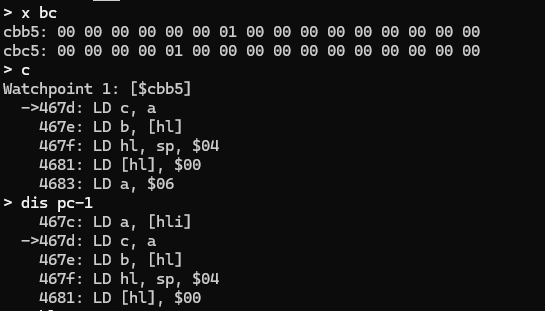 > x bc
cbb5: 00 00 00 00 00 00 01 00 00 00 00 00 00 00 00 00
cbc5: 00 00 00 00 01 00 00 00 00 00 00 00 00 00 00 00
> c
Watchpoint 1: [$cbb5]
->467d: LD c, a
467e: LD b, [hl]
467f: LD hl, sp, $04
4681: LD [hl], $00
4683: LD a, $06
> dis pc-1
467c: LD a, [hli]
->467d: LD c, a
467e: LD b, [hl]
467f: LD hl, sp, $04
4681: LD [hl], $00